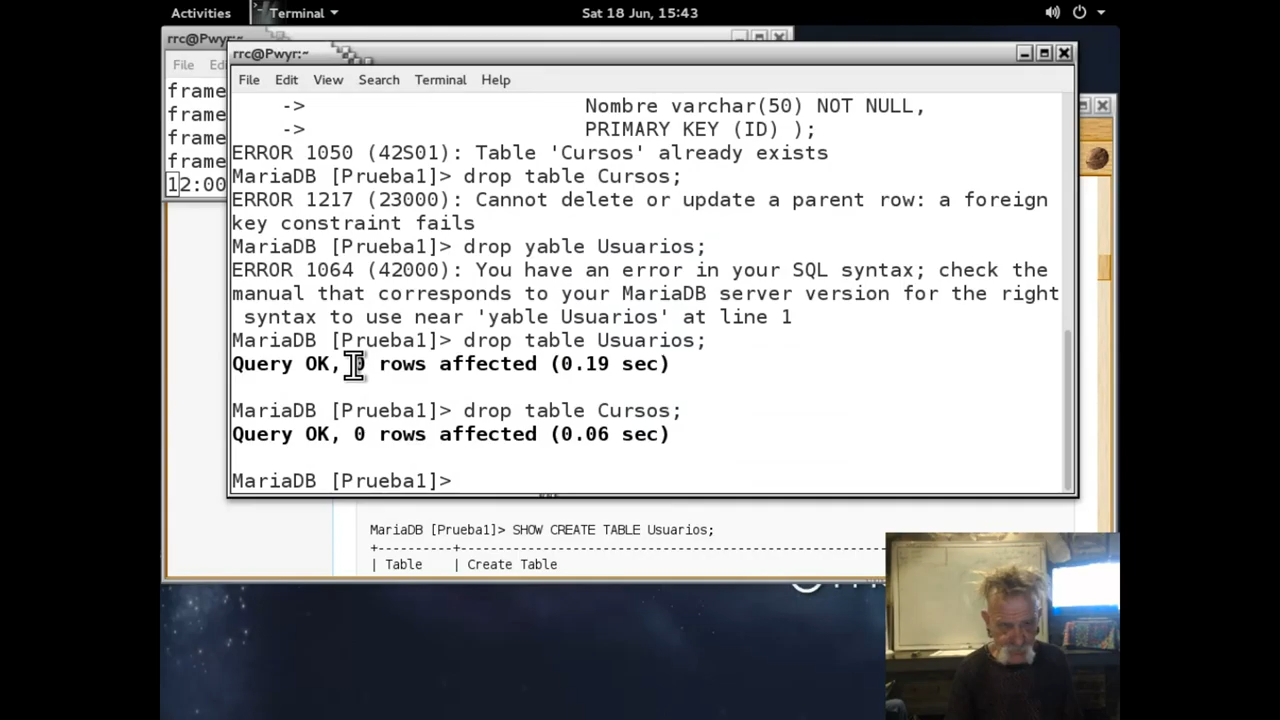 Activities Terminal Sat 18 Jun, 15:43
rrc@Pwyr:~
rrc@Pwyr:~
File Edit View Search Terminal Help
File
frame
frame
frame
frame
12:00
-> Nombre varchar(50) NOT NULL,
-> PRIMARY KEY (ID) );
ERROR 1050 (42S01): Table 'Cursos' already exists
MariaDB [Prueba1]> drop table Cursos;
ERROR 1217 (23000): Cannot delete or update a parent row: a foreign
key constraint fails
MariaDB [Prueba1]> drop yable Usuarios;
ERROR 1064 (42000): You have an error in your SQL syntax; check the
manual that corresponds to your MariaDB server version for the right
syntax to use near 'yable Usuarios' at line 1
MariaDB [Prueba1]> drop table Usuarios;
Query OK, 0 rows affected (0.19 sec)
MariaDB [Prueba1]> drop table Cursos;
Query OK, 0 rows affected (0.06 sec)
MariaDB [Prueba1]>
MariaDB [Prueba1]> SHOW CREATE TABLE Usuarios;
+----------+-----------------------------------------------------------
| Table | Create Table